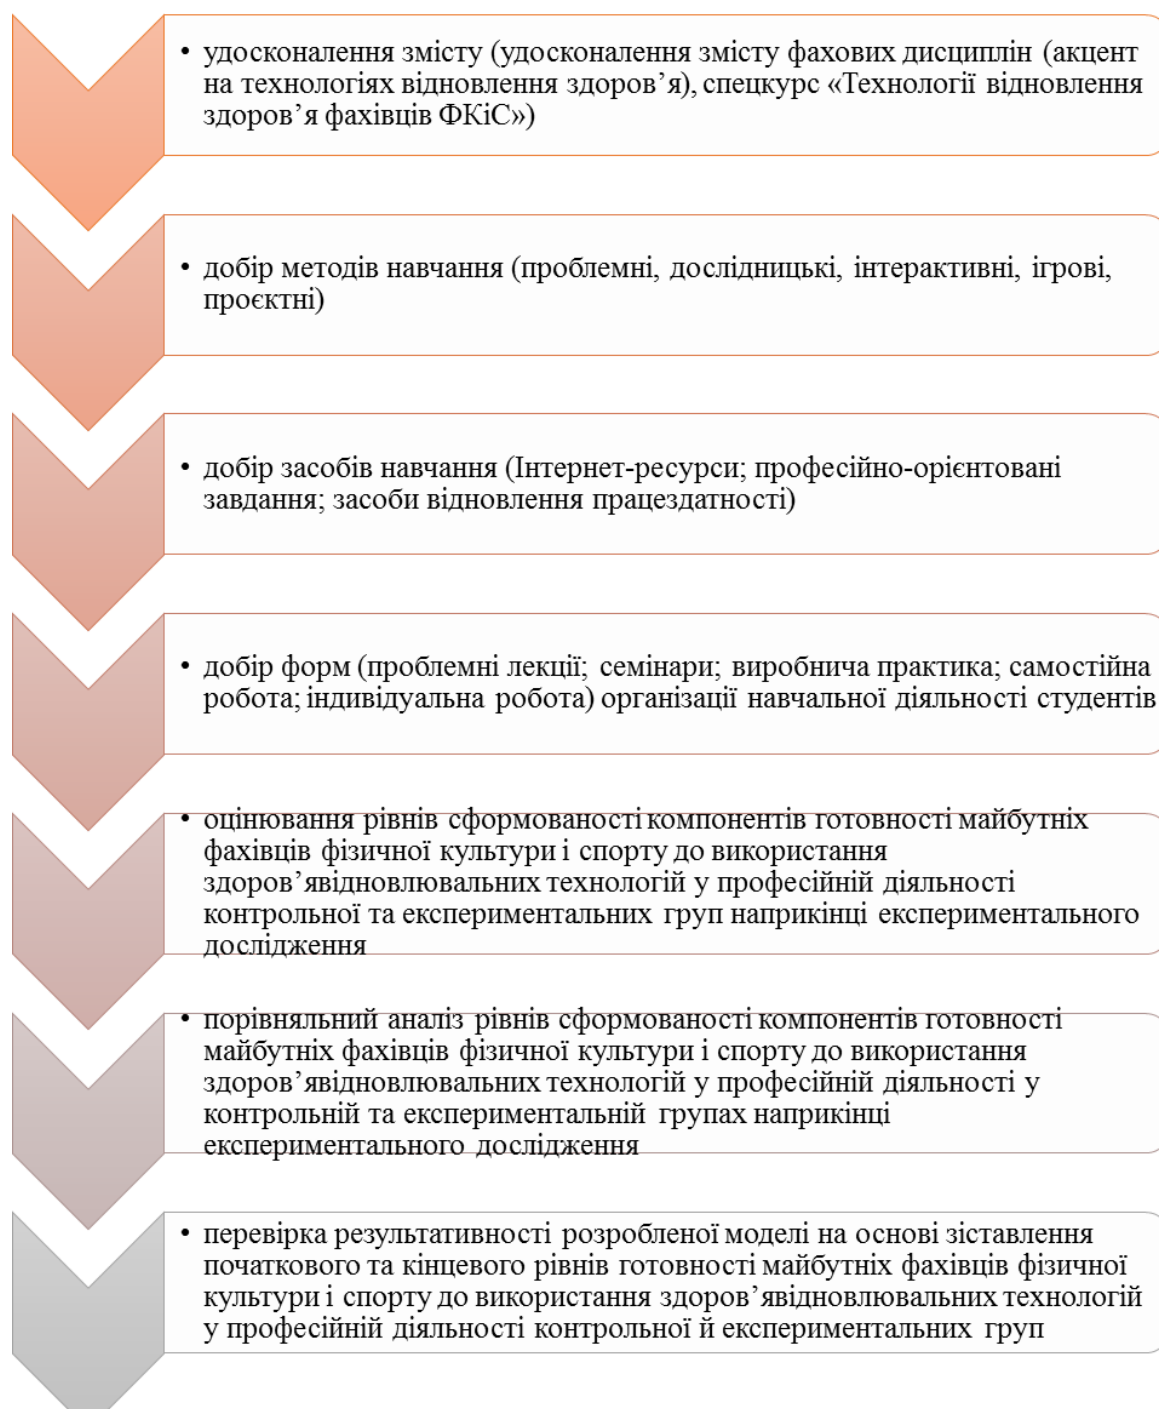 • удосконалення змісту (удосконалення змісту фахових дисциплін (акцент
на технологіях відновлення здоров’я), спецкурс «Технології відновлення
здоров’я фахівців ФКіС»)
• добір методів навчання (проблемні, дослідницькі, інтерактивні, ігрові,
проєктні)
• добір засобів навчання (Інтернет-ресурси; професійно-орієнтовані
завдання; засоби відновлення працездатності)
• добір форм (проблемні лекції; семінари; виробнича практика; самостійна
робота; індивідуальна робота) організації навчальної діяльності студентів
• оцінювання рівнів сформованості компонентів готовності майбутніх
фахівців фізичної культури і спорту до використання
здоров’явідновлювальних технологій у професійній діяльності
контрольної та експериментальних груп наприкінці експериментального
дослідження
• порівняльний аналіз рівнів сформованості компонентів готовності
майбутніх фахівців фізичної культури і спорту до використання
здоров’явідновлювальних технологій у професійній діяльності у
контрольній та експериментальній групах наприкінці
експериментального дослідження
• перевірка результативності розробленої моделі на основі зіставлення
початкового та кінцевого рівнів готовності майбутніх фахівців фізичної
культури і спорту до використання здоров’явідновлювальних технологій
у професійній діяльності контрольної й експериментальних груп